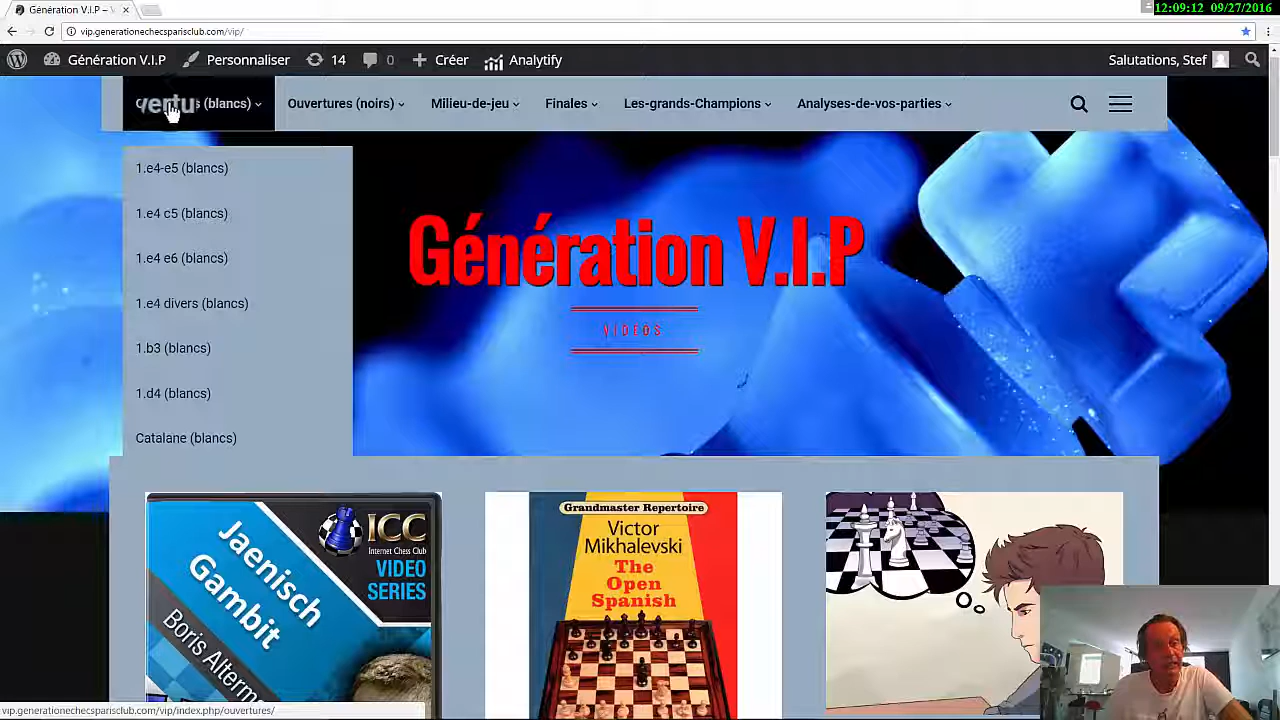 Génération V.I.P –
12:09:12 09/27/2016
vip.generationechecsparisclub.com/vip/
Génération V.I.P
Personnaliser
14
0
Créer
Analytify
Salutations, Stef
(blancs)
Ouvertures (noirs)
Milieu-de-jeu
Finales
Les-grands-Champions
Analyses-de-vos-parties
1.e4-e5 (blancs)
1.e4 c5 (blancs)
1.e4 e6 (blancs)
1.e4 divers (blancs)
1.b3 (blancs)
1.d4 (blancs)
Catalane (blancs)
Génération V.I.P
VIDEOS
ICC
Internet Chess Club
VIDEO
SERIES
Jaenisch
Gambit
Boris
Grandmaster Repertoire
Victor
Mikhalevski
The
Open
Spanish
vip.generationechecsparisclub.com/vip/index.php/ouvertures/